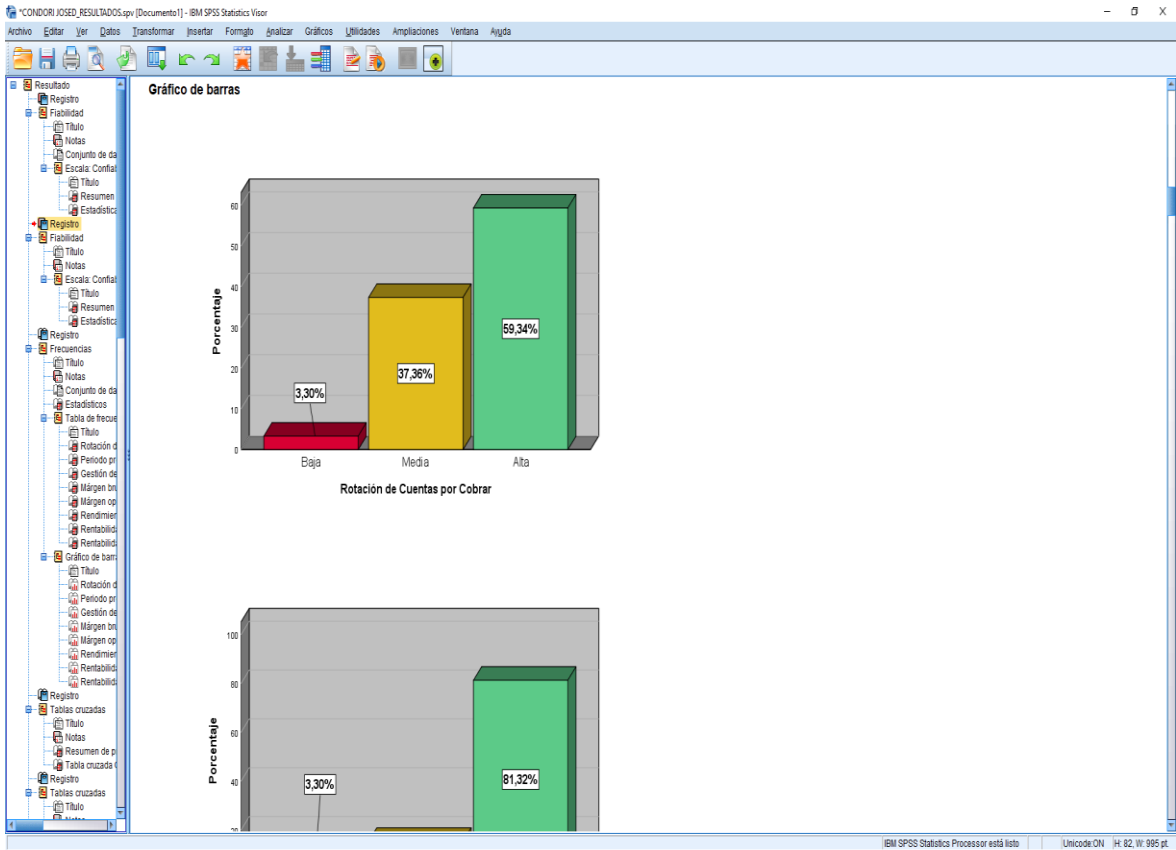 *CONDORI JOSED_RESULTADOS.spv [Documento1] - IBM SPSS Statistics Visor
Archivo Editar Ver Datos Transformar Insertar Formato Analizar Gráficos Utilidades Ampliaciones Ventana Ayuda
Resultado
Registro
Fiabilidad
Título
Notas
Conjunto de da
Escala: Confiab
Título
Resumen
Estadística
Registro
Fiabilidad
Título
Notas
Escala: Confiab
Título
Resumen
Estadística
Registro
Frecuencias
Título
Notas
Conjunto de da
Estadísticos
Tabla de frecue
Título
Rotación d
Periodo pr
Gestión de
Márgen bru
Márgen op
Rendimien
Rentabilida
Rentabilida
Gráfico de barra
Título
Rotación d
Periodo pr
Gestión de
Márgen bru
Márgen op
Rendimien
Rentabilida
Rentabilida
Registro
Tablas cruzadas
Título
Notas
Resumen de p
Tabla cruzada
Registro
Tablas cruzadas
Título
Gráfico de barras
Porcentaje
60
50
40
30
20
10
0
3,30%
37,36%
59,34%
Baja Media Alta
Rotación de Cuentas por Cobrar
Porcentaje
100
80
60
40
20
3,30%
81,32%
IBM SPSS Statistics Processor está listo Unicode:ON H: 82, W: 995 pt